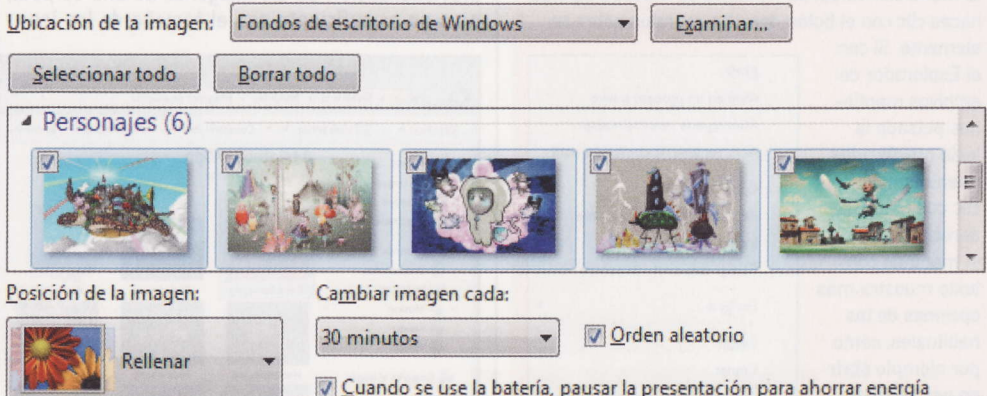 Ubicación de la imagen: Fondos de escritorio de Windows Examinar...
Seleccionar todo Borrar todo
Personajes (6)
Posición de la imagen: Cambiar imagen cada:
Rellenar 30 minutos Orden aleatorio
Cuando se use la batería, pausar la presentación para ahorrar energía